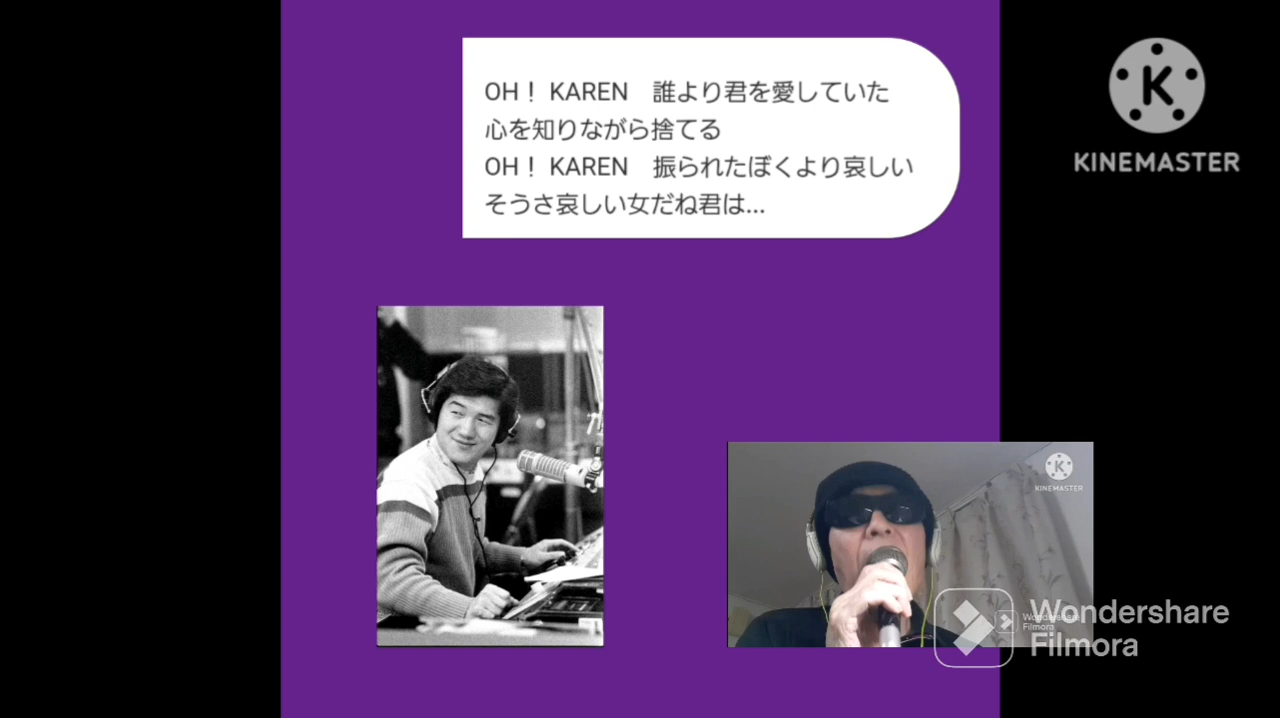 OH！ KAREN　誰より君を愛していた
心を知りながら捨てる
OH！ KAREN　振られたぼくより哀しい
そうさ哀しい女だね君は...
KINEMASTER
KINEMASTER
Wondershare
Filmora
Wondershare
Filmora